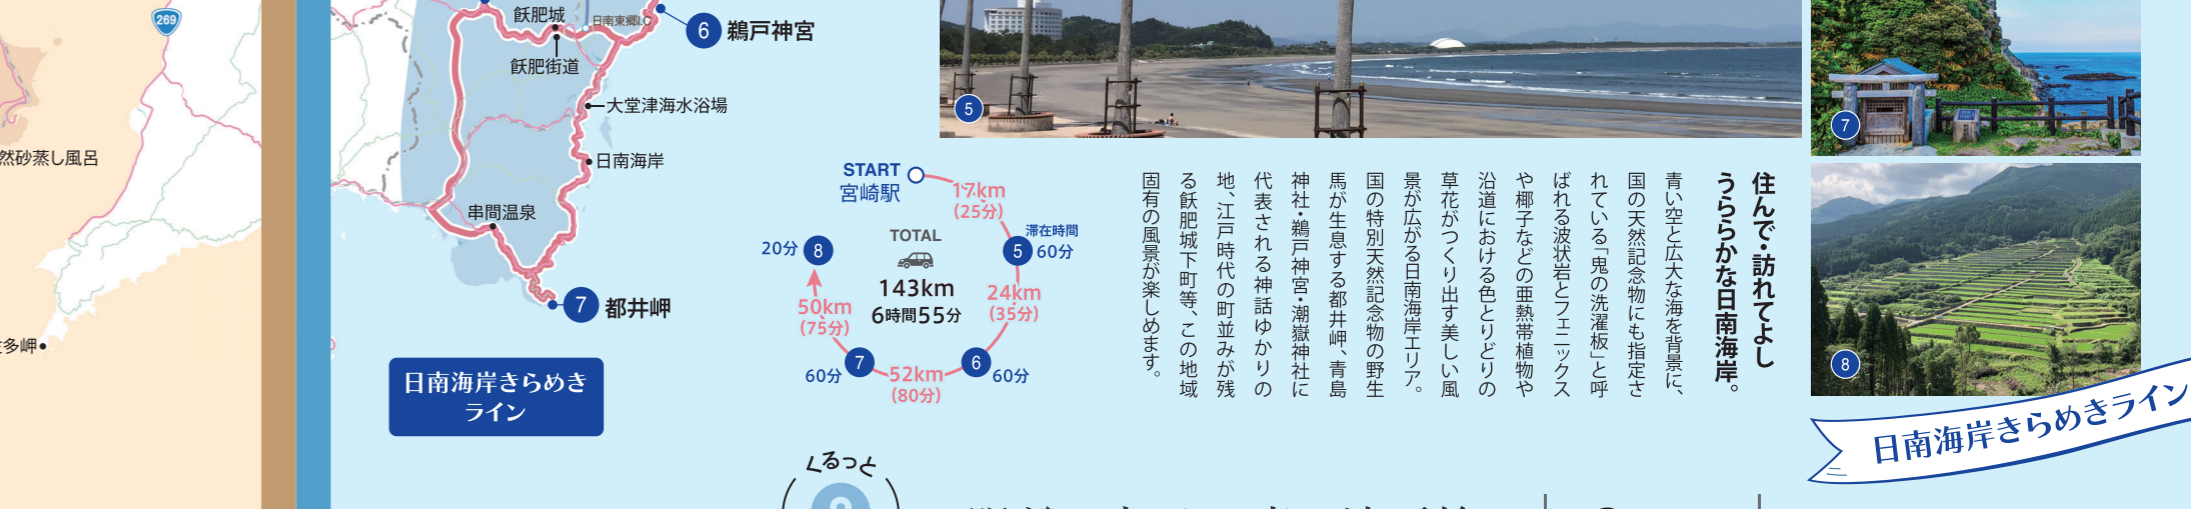 269
飫肥城
日南東郷I.C
6 鵜戸神宮
飫肥街道
大堂津海水浴場
然砂蒸し風呂
日南海岸
串間温泉
7 都井岬
多岬
日南海岸きらめき
ライン
5
7
8
START
宮崎駅
17km
(25分)
滞在時間
5 60分
24km
(35分)
6 60分
52km
(80分)
7 60分
50km
(75分)
8 20分
TOTAL
143km
6時間55分
住んで・訪れてよし
うららかな日南海岸。
青い空と広大な海を背景に、
国の天然記念物にも指定さ
れている「鬼の洗濯板」と呼
ばれる波状岩とフェニックス
や椰子などの亜熱帯植物や
沿道における色とりどりの
草花がつくり出す美しい風
景が広がる日南海岸エリア。
国の特別天然記念物の野生
馬が生息する都井岬、青島
神社・鵜戸神宮・潮嶽神社に
代表される神話ゆかりの
地、江戸時代の町並みが残
る飫肥城下町等、この地域
固有の風景が楽しめます。
日南海岸きらめきライン
くるっと